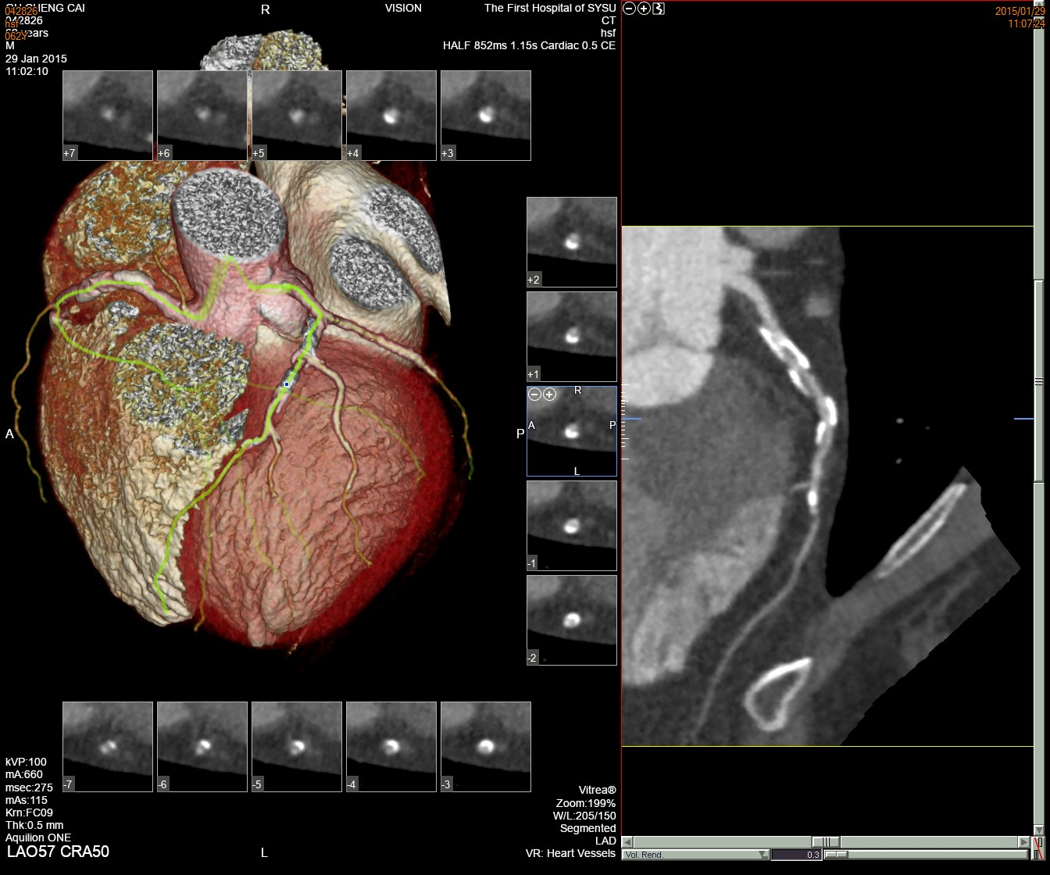 R
VISION
The First Hospital of SYSU
042826
CT
hsf
hsf
years
M
HALF 852ms 1.15s Cardiac 0.5 CE
29 Jan 2015
11:02:10
2015/01/29
11:07:24
+7
+6
+5
+4
+3
+2
+1
R
A
P
L
-1
-2
A
P
-7
-6
-5
-4
-3
kVP:100
mA:660
msec:275
mAs:115
Krn:FC09
Thk:0.5 mm
Aquilion ONE
LAO57 CRA50
L
Vitrea®
Zoom:199%
W/L:205/150
Segmented
LAD
VR: Heart Vessels
Vol. Rend.
0.3